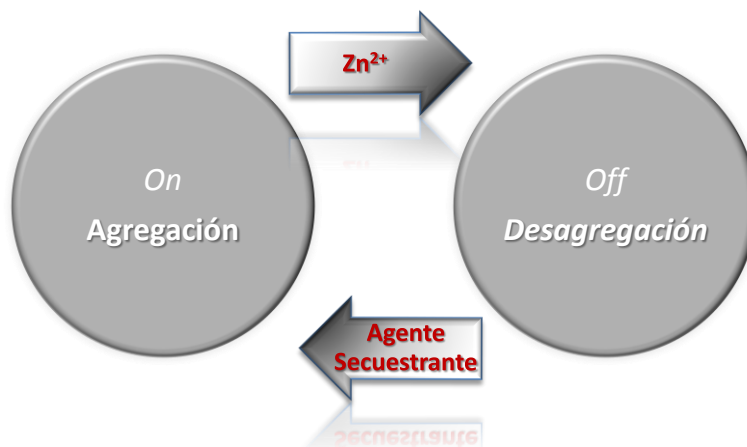 Zn²⁺
On
Agregación
Off
Desagregación
Agente
Secuestrante